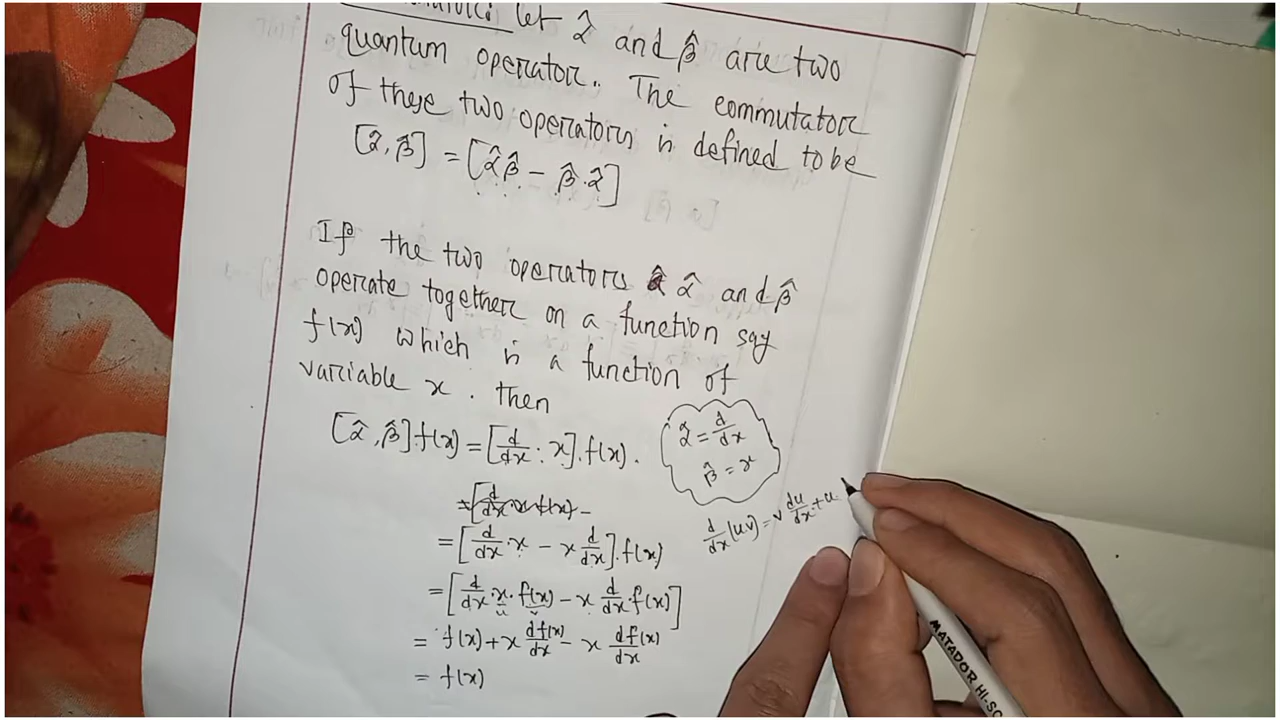 let α̂ and β̂ are two
quantum operator. The commutator
of these two operators is defined to be
[α̂, β̂] = [α̂β̂ - β̂.α̂]
If the two operators α̂ and β̂
operate together on a function say
f(x) which is a function of
variable x. then
[α̂, β̂].f(x) = [d/dx : x].f(x).
α̂ = d/dx
β̂ = x
= [d/dx . x f(x) -
d/dx (uv) = v du/dx + u
= [d/dx . x - x d/dx].f(x)
= [d/dx . x . f(x) - x d/dx . f(x)]
u v
= f(x) + x df(x)/dx - x df(x)/dx
= f(x)
MATADOR HI-SC